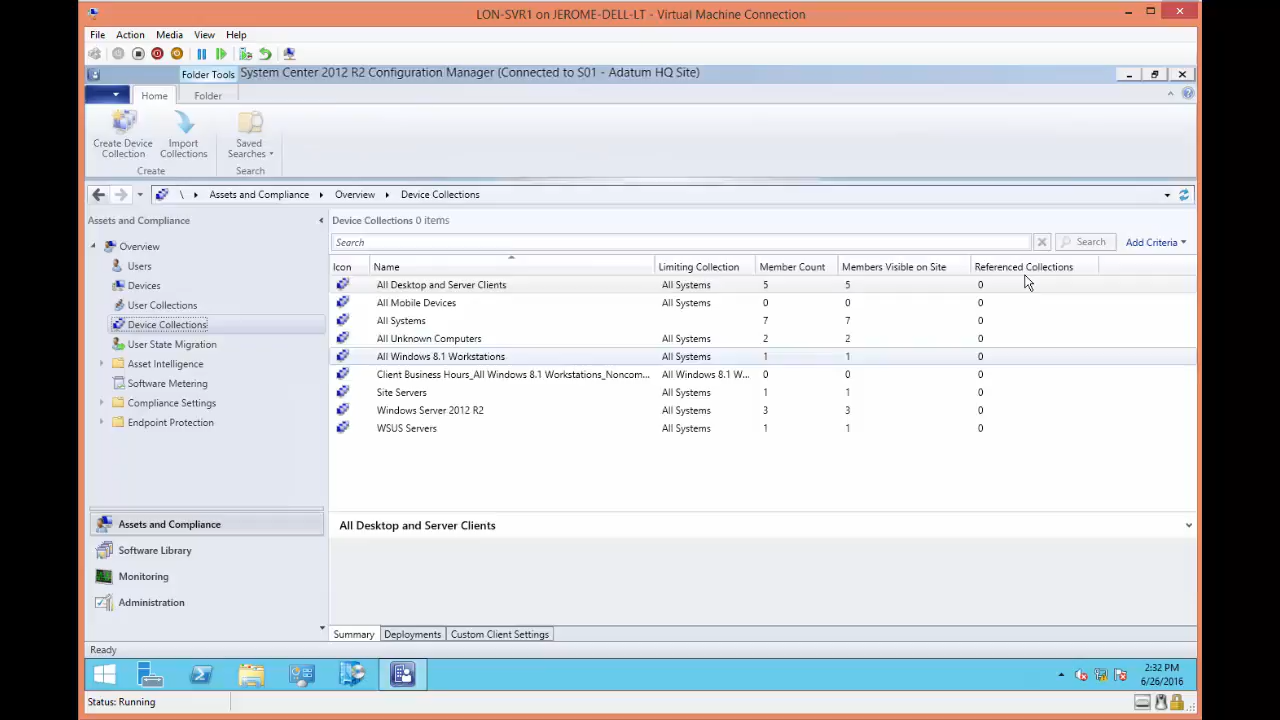 LON-SVR1 on JEROME-DELL-LT - Virtual Machine Connection
File Action Media View Help
Folder Tools System Center 2012 R2 Configuration Manager (Connected to S01 - Adatum HQ Site)
Home Folder
Create Device Collection
Import Collections
Saved Searches
Create Search
\ Assets and Compliance Overview Device Collections
Assets and Compliance
Overview
Users
Devices
User Collections
Device Collections
User State Migration
Asset Intelligence
Software Metering
Compliance Settings
Endpoint Protection
Assets and Compliance
Software Library
Monitoring
Administration
Device Collections 0 items
Search Search Add Criteria
Icon Name Limiting Collection Member Count Members Visible on Site Referenced Collections
All Desktop and Server Clients All Systems 5 5 0
All Mobile Devices All Systems 0 0 0
All Systems 7 7 0
All Unknown Computers All Systems 2 2 0
All Windows 8.1 Workstations All Systems 1 1 0
Client Business Hours_All Windows 8.1 Workstations_Noncom... All Windows 8.1 W... 0 0 0
Site Servers All Systems 1 1 0
Windows Server 2012 R2 All Systems 3 3 0
WSUS Servers All Systems 1 1 0
All Desktop and Server Clients
Summary Deployments Custom Client Settings
Ready
2:32 PM
6/26/2016
Status: Running